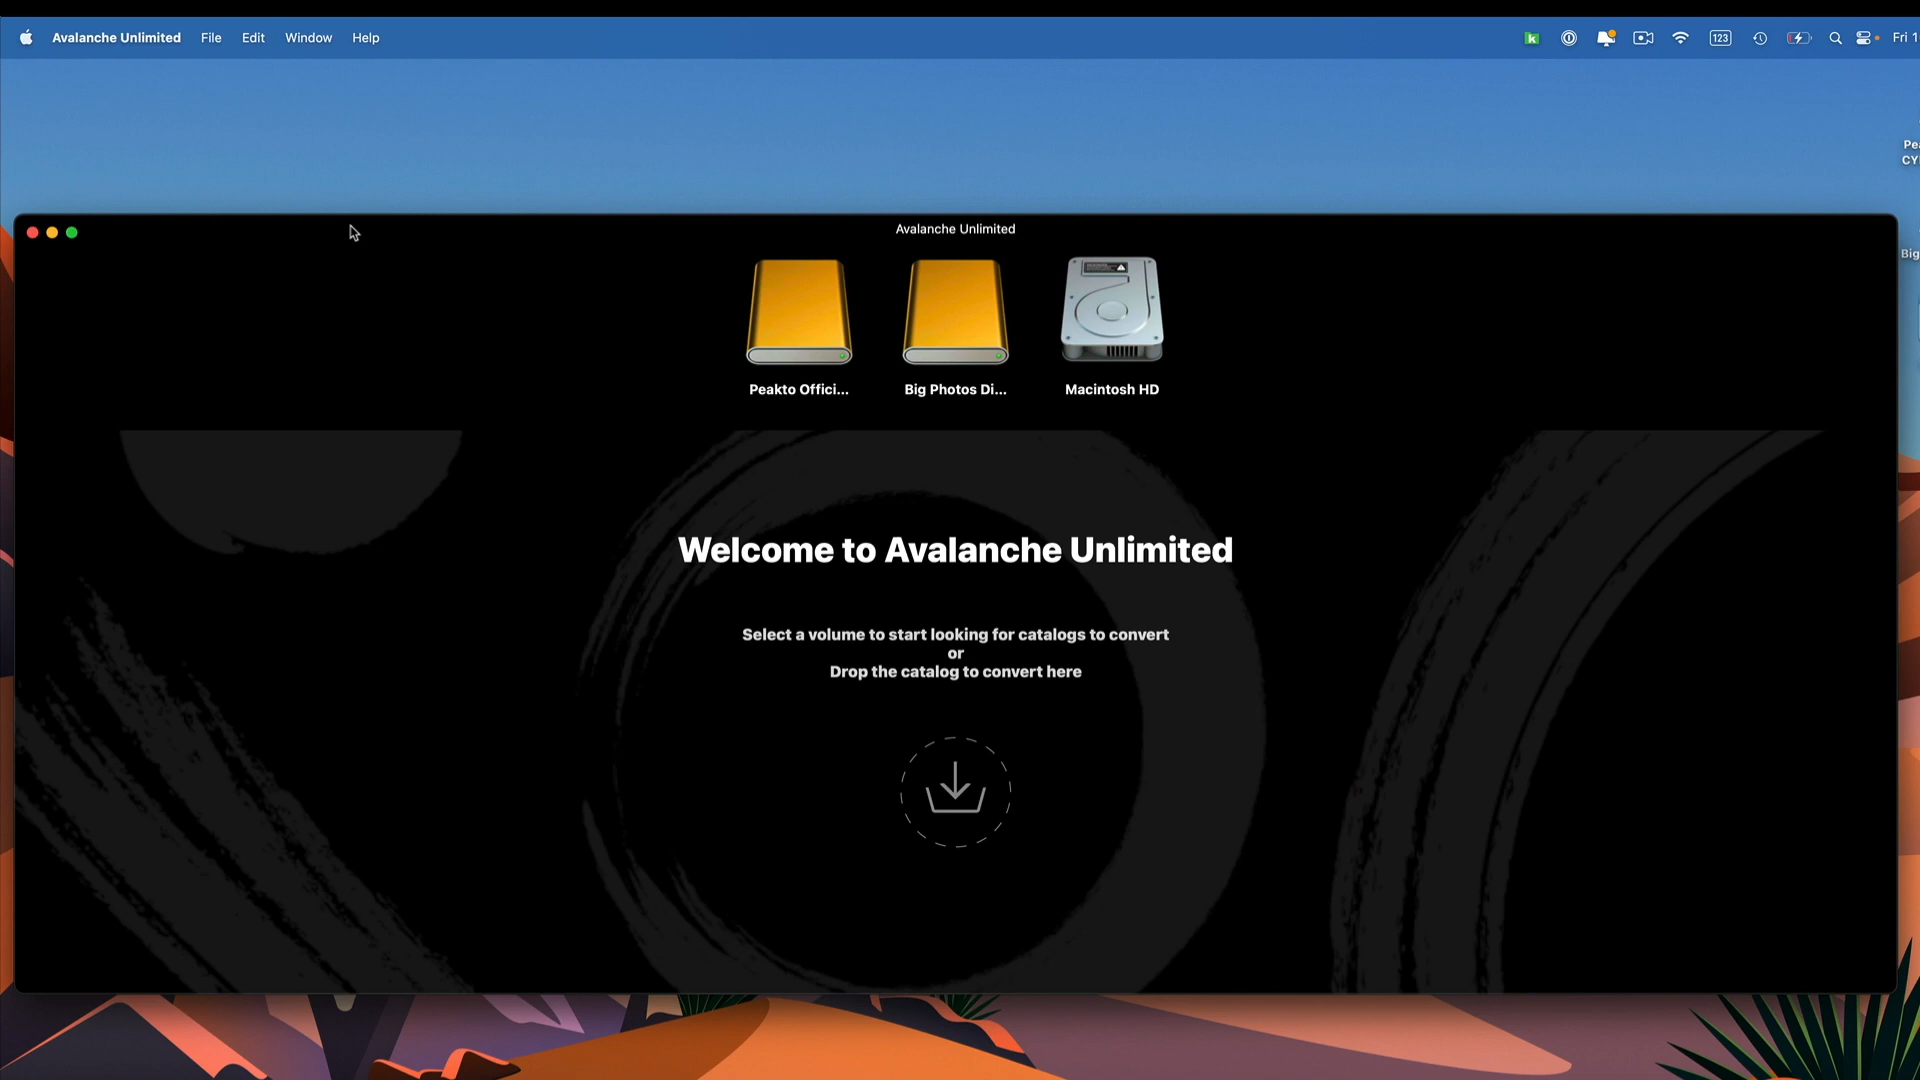 Avalanche Unlimited File Edit Window Help 123 Fri 1
Pea
CY
Big
Avalanche Unlimited
Peakto Offici... Big Photos Di... Macintosh HD
Welcome to Avalanche Unlimited
Select a volume to start looking for catalogs to convert
or
Drop the catalog to convert here